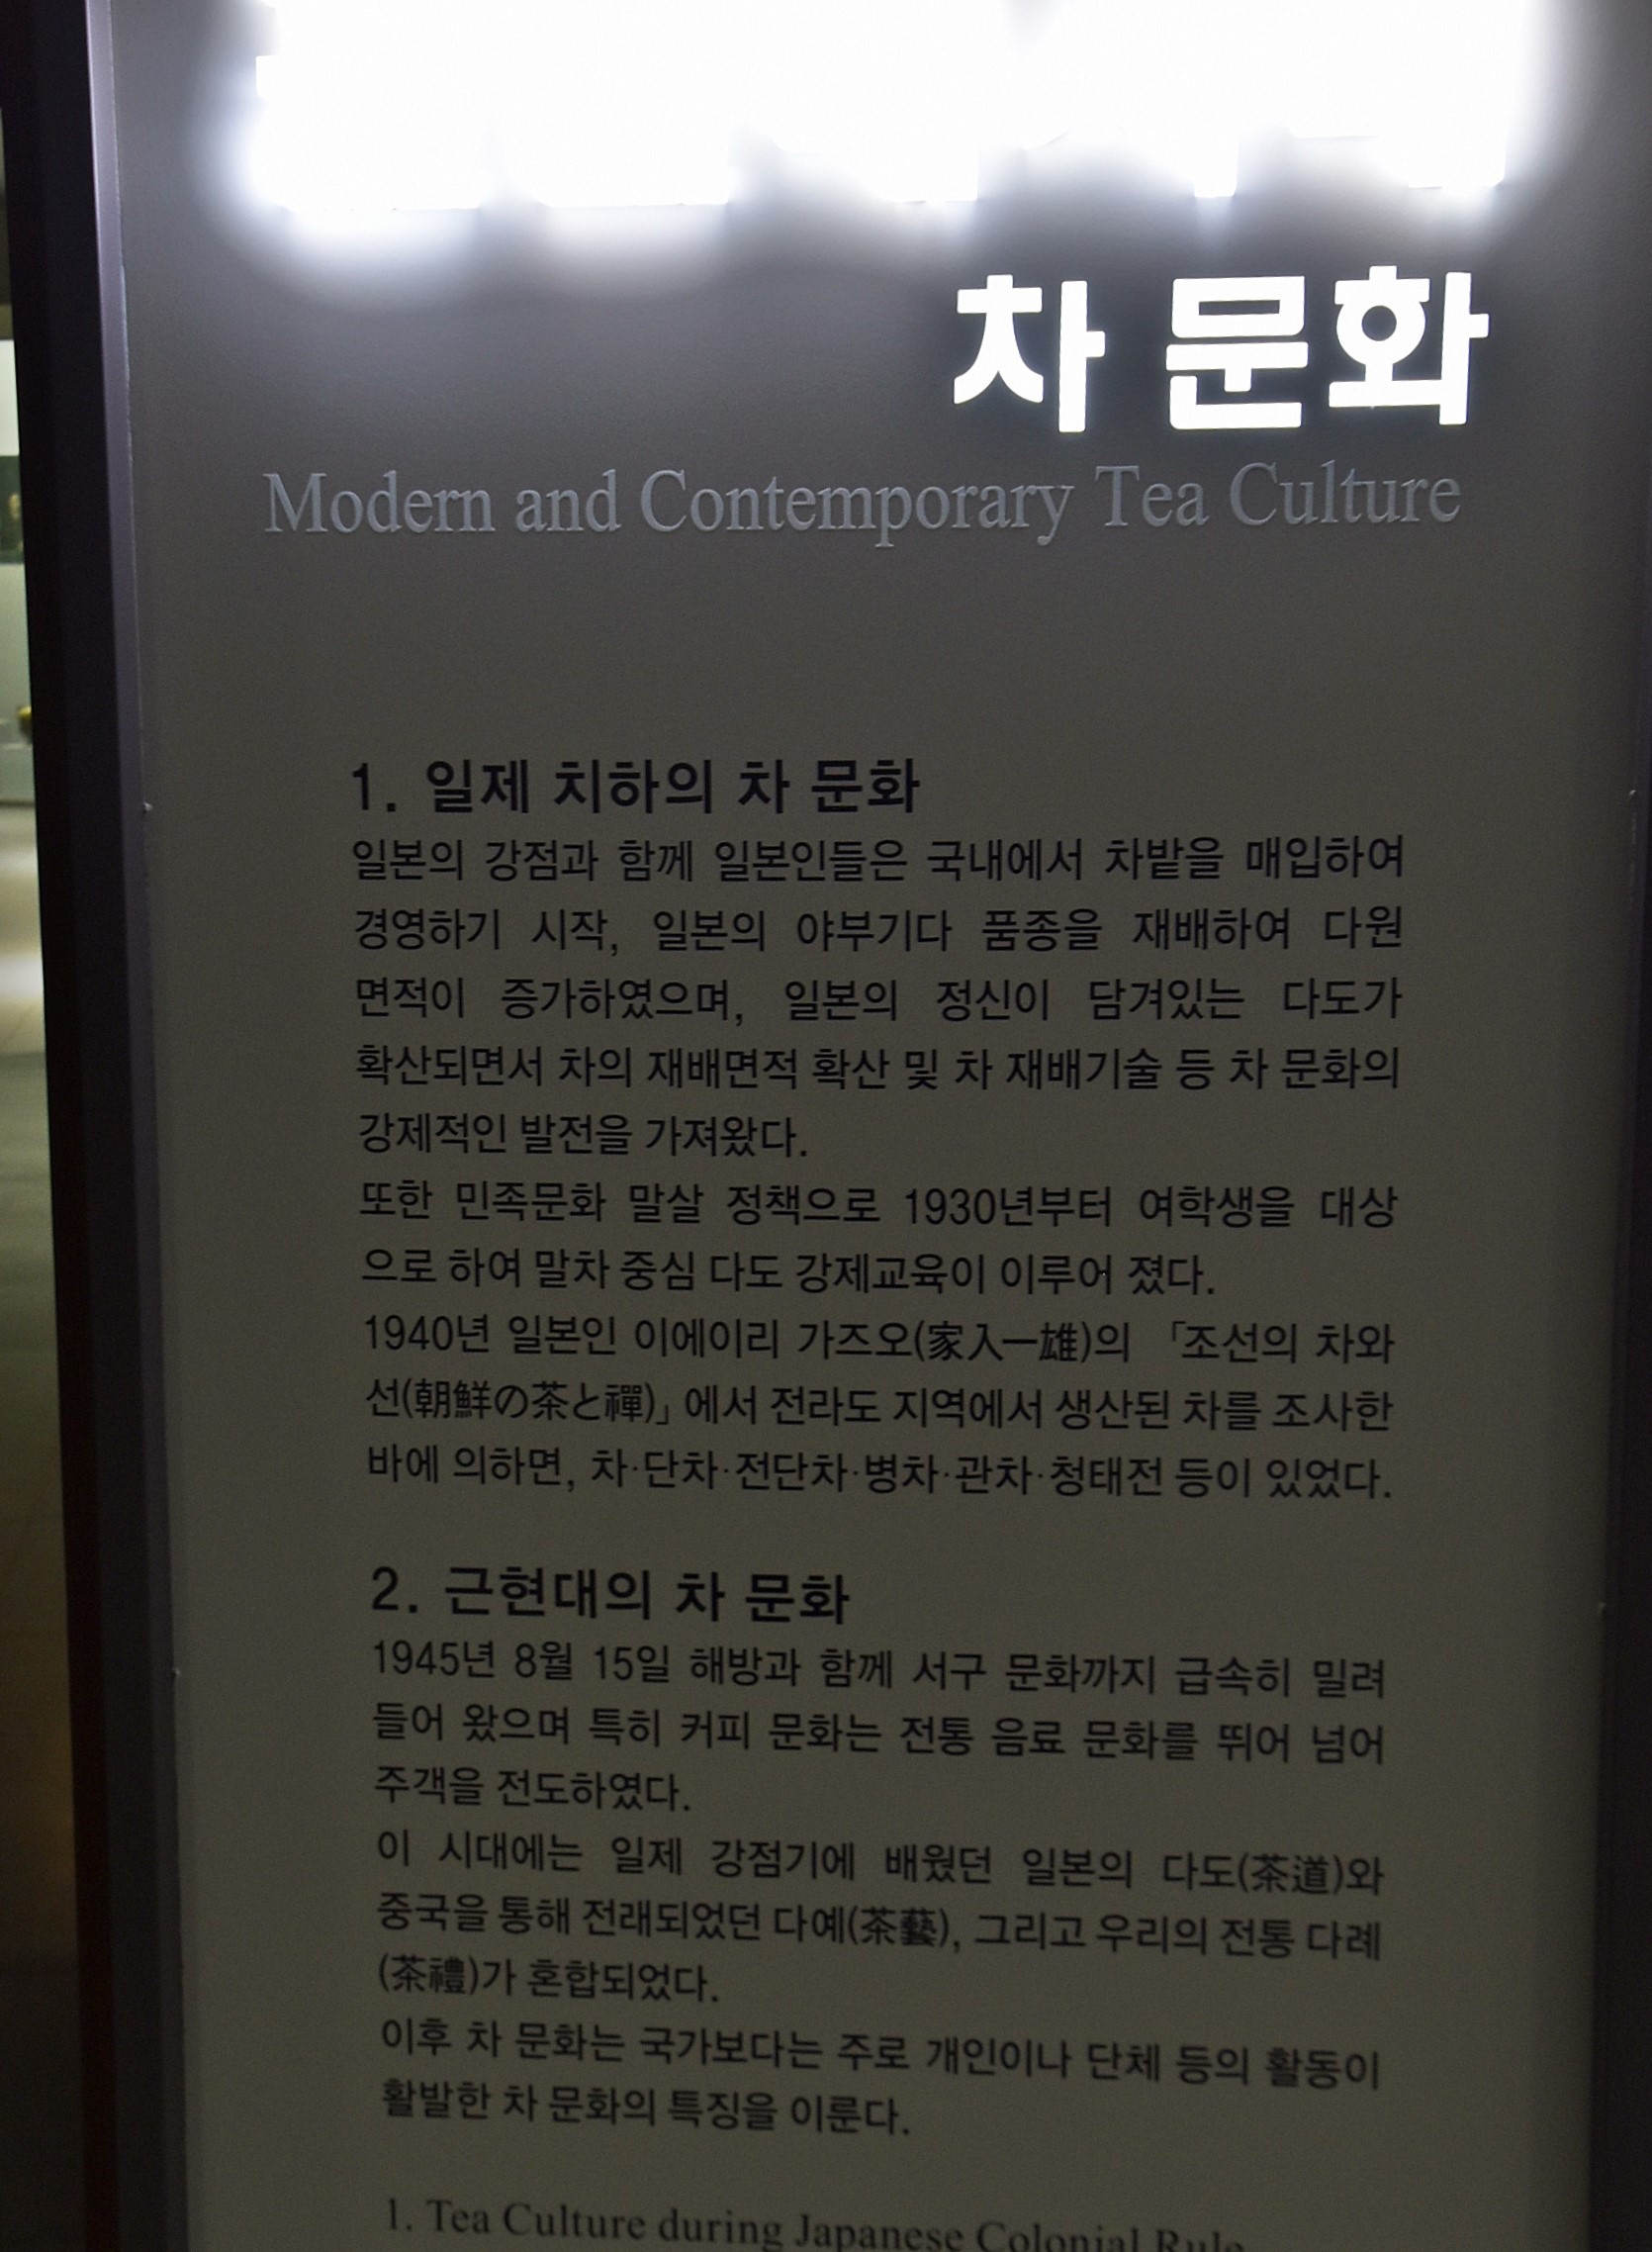 차 문화
Modern and Contemporary Tea Culture
1. 일제 치하의 차 문화
일본의 강점과 함께 일본인들은 국내에서 차밭을 매입하여
경영하기 시작, 일본의 야부기다 품종을 재배하여 다원
면적이 증가하였으며, 일본의 정신이 담겨있는 다도가
확산되면서 차의 재배면적 확산 및 차 재배기술 등 차 문화의
강제적인 발전을 가져왔다.
또한 민족문화 말살 정책으로 1930년부터 여학생을 대상
으로 하여 말차 중심 다도 강제교육이 이루어 졌다.
1940년 일본인 이에이리 가즈오(家入一雄)의 「조선의 차와
선(朝鮮の茶と禪)」에서 전라도 지역에서 생산된 차를 조사한
바에 의하면, 차·단차·전단차·병차·관차·청태전 등이 있었다.
2. 근현대의 차 문화
1945년 8월 15일 해방과 함께 서구 문화까지 급속히 밀려
들어 왔으며 특히 커피 문화는 전통 음료 문화를 뛰어 넘어
주객을 전도하였다.
이 시대에는 일제 강점기에 배웠던 일본의 다도(茶道)와
중국을 통해 전래되었던 다예(茶藝), 그리고 우리의 전통 다례
(茶禮)가 혼합되었다.
이후 차 문화는 국가보다는 주로 개인이나 단체 등의 활동이
활발한 차 문화의 특징을 이룬다.
1. Tea Culture during Japanese Colonial Rule